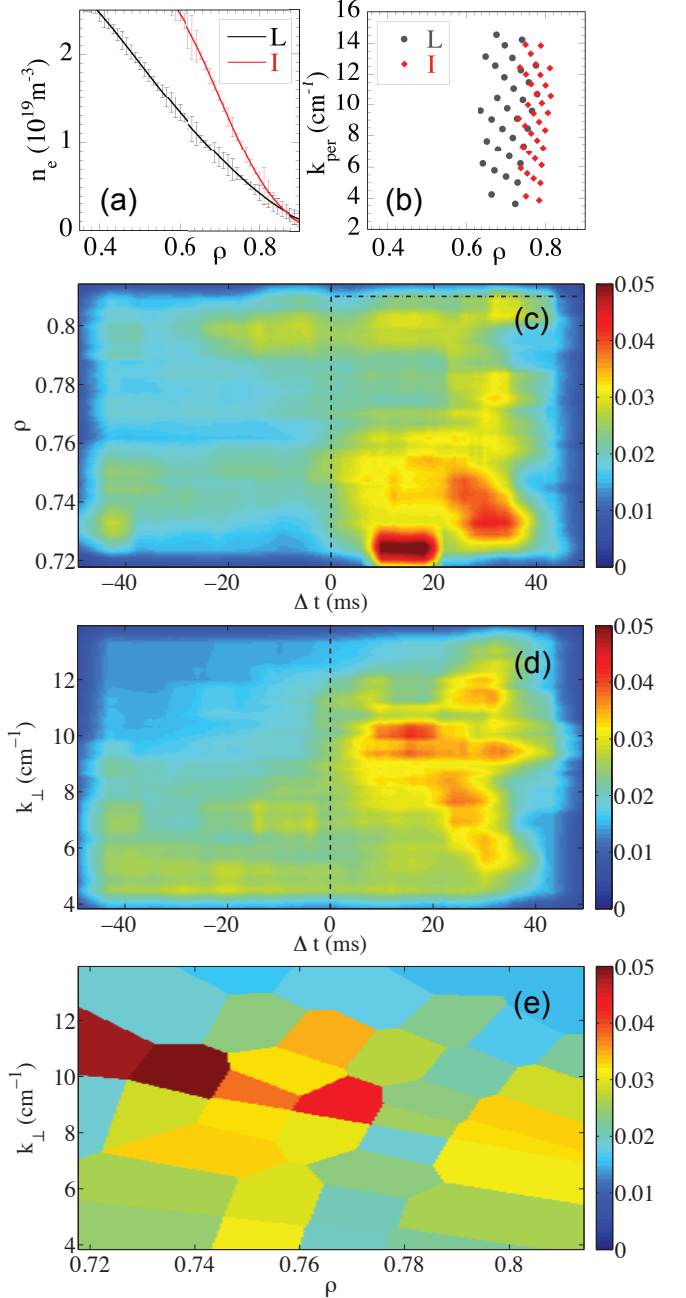 n_e (10^19 m^-3)
2
1
0
L
I
(a)
0.4 0.6 0.8
ρ
k_per (cm^-1)
16
14
12
10
8
6
4
2
L
I
(b)
0.4 0.6 0.8
ρ
(c)
ρ
0.8
0.78
0.76
0.74
0.72
−40 −20 0 20 40
Δ t (ms)
0.05
0.04
0.03
0.02
0.01
0
(d)
k_⊥ (cm^−1)
12
10
8
6
4
−40 −20 0 20 40
Δ t (ms)
0.05
0.04
0.03
0.02
0.01
0
(e)
k_⊥ (cm^−1)
12
10
8
6
4
0.72 0.74 0.76 0.78 0.8
ρ
0.05
0.04
0.03
0.02
0.01
0